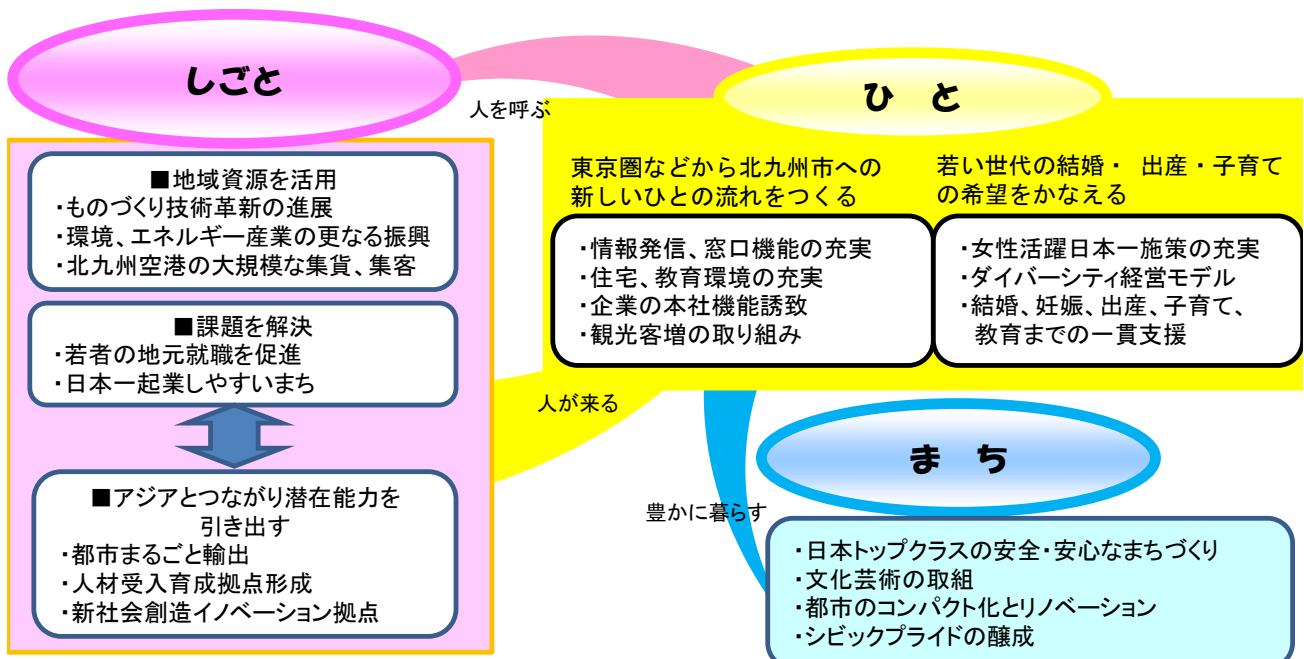 しごと
人を呼ぶ
ひ と
■地域資源を活用
・ものづくり技術革新の進展
・環境、エネルギー産業の更なる振興
・北九州空港の大規模な集貨、集客
■課題を解決
・若者の地元就職を促進
・日本一起業しやすいまち
■アジアとつながり潜在能力を
引き出す
・都市まるごと輸出
・人材受入育成拠点形成
・新社会創造イノベーション拠点
東京圏などから北九州市への
新しいひとの流れをつくる
・情報発信、窓口機能の充実
・住宅、教育環境の充実
・企業の本社機能誘致
・観光客増の取り組み
若い世代の結婚・ 出産・子育て
の希望をかなえる
・女性活躍日本一施策の充実
・ダイバーシティ経営モデル
・結婚、妊娠、出産、子育て、
教育までの一貫支援
人が来る
ま ち
豊かに暮らす
・日本トップクラスの安全・安心なまちづくり
・文化芸術の取組
・都市のコンパクト化とリノベーション
・シビックプライドの醸成